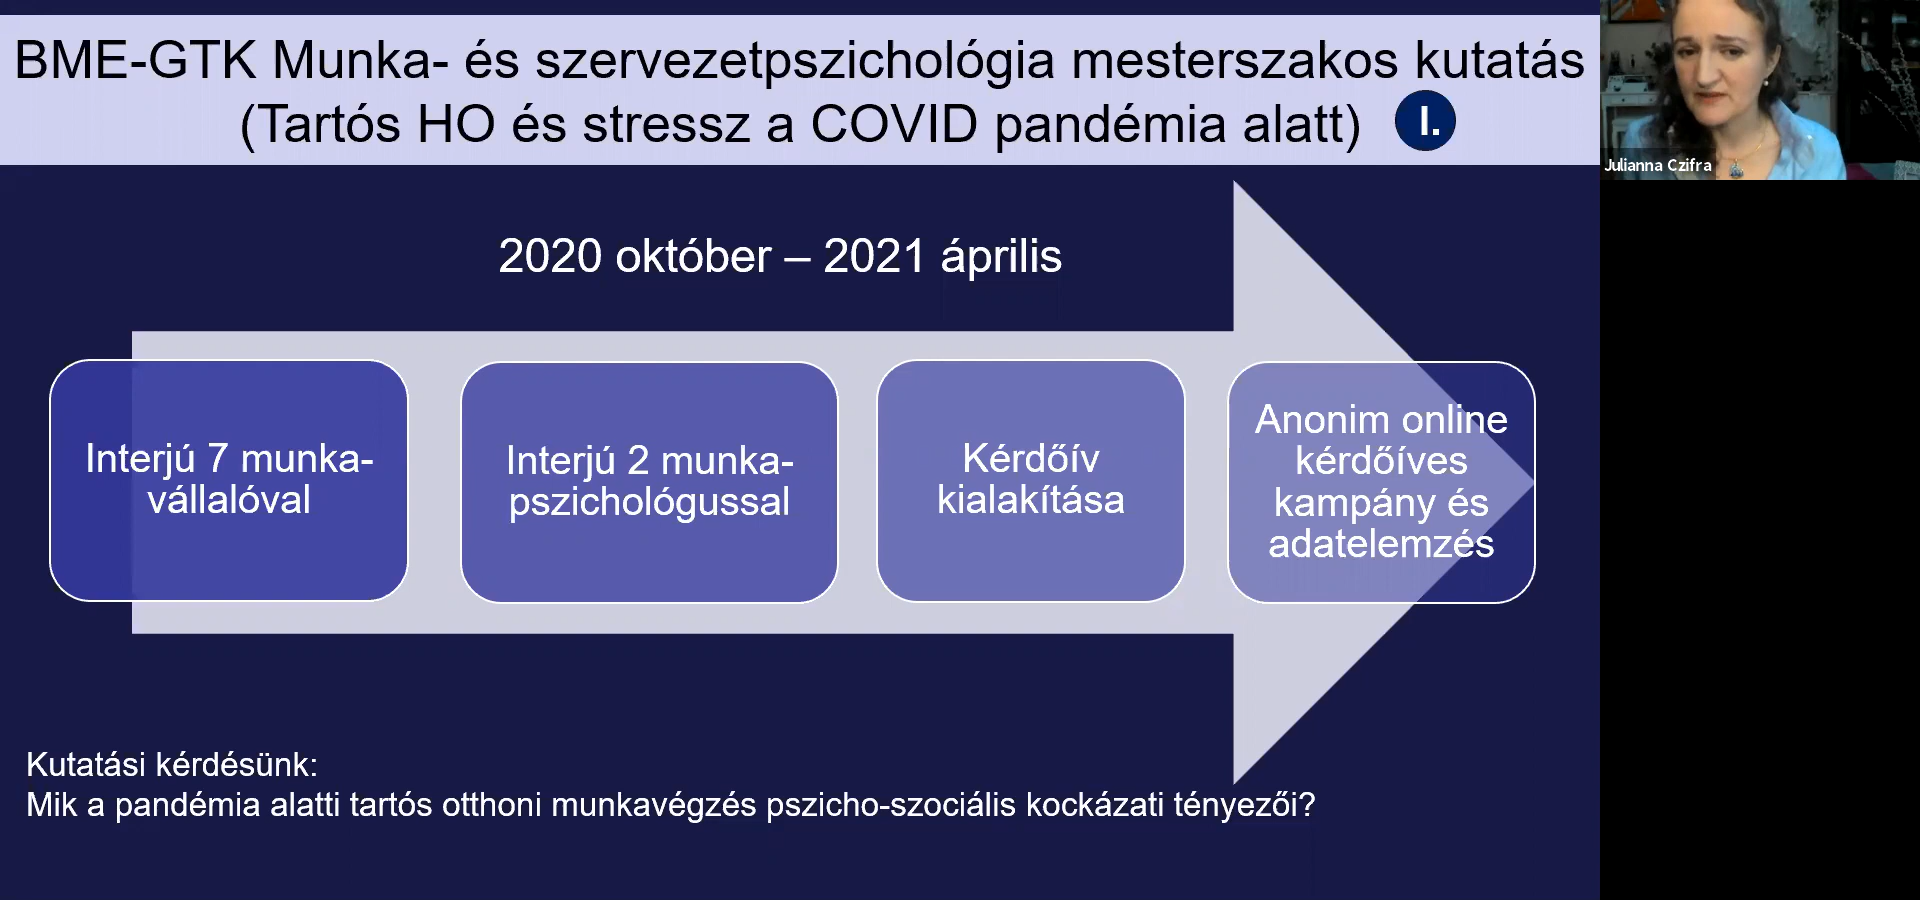 BME-GTK Munka- és szervezetpszichológia mesterszakos kutatás
(Tartós HO és stressz a COVID pandémia alatt) I.
Julianna Czifra
2020 október – 2021 április
Interjú 7 munka-
vállalóval
Interjú 2 munka-
pszichológussal
Kérdőív
kialakítása
Anonim online
kérdőíves
kampány és
adatelemzés
Kutatási kérdésünk:
Mik a pandémia alatti tartós otthoni munkavégzés pszicho-szociális kockázati tényezői?